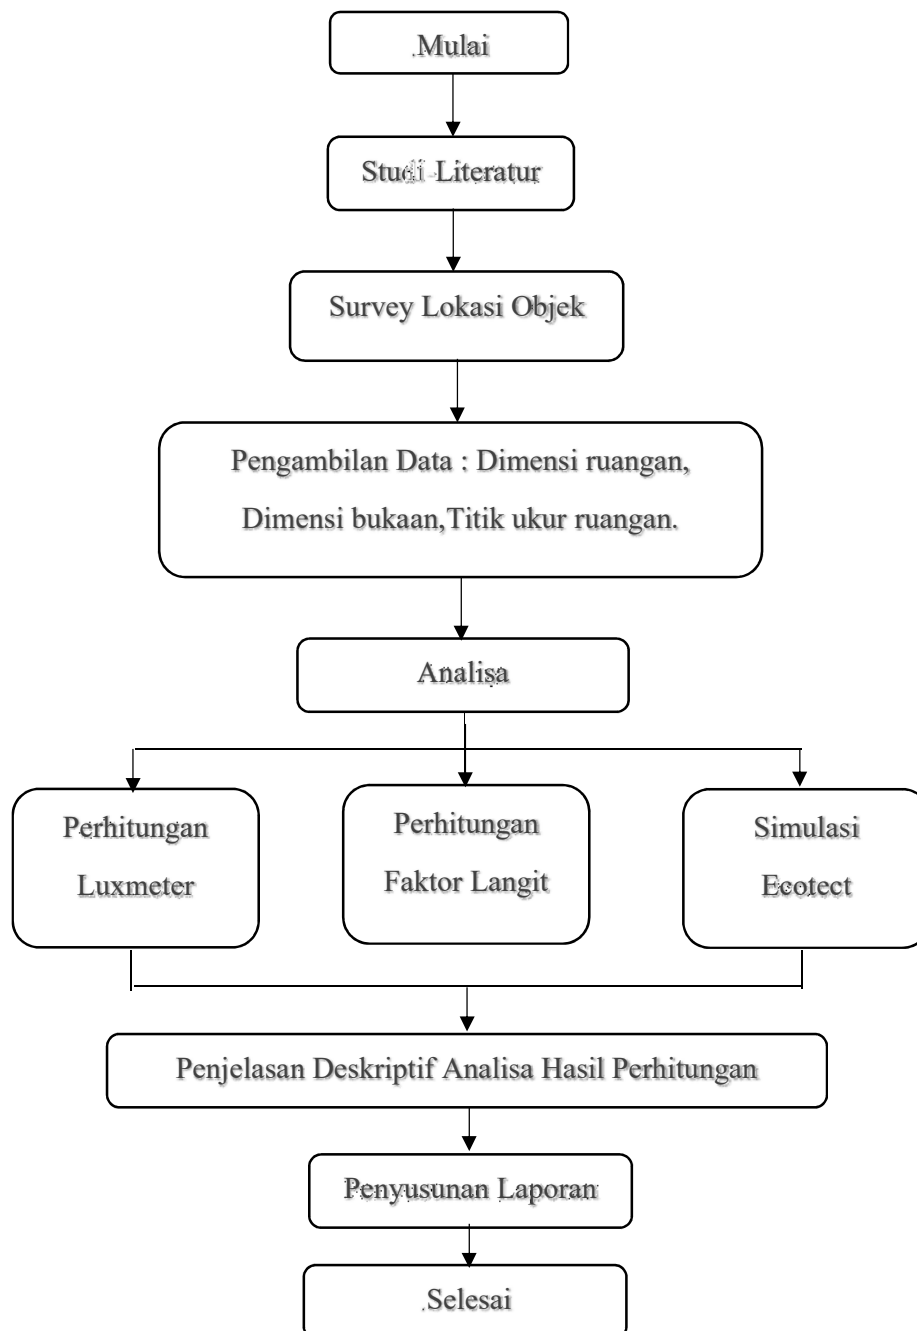 Mulai
Studi Literatur
Survey Lokasi Objek
Pengambilan Data : Dimensi ruangan,
Dimensi bukaan,Titik ukur ruangan.
Analisa
Perhitungan
Luxmeter
Perhitungan
Faktor Langit
Simulasi
Ecotect
Penjelasan Deskriptif Analisa Hasil Perhitungan
Penyusunan Laporan
Selesai